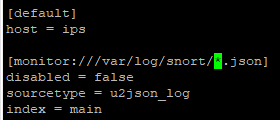 [default]
host = ips
[monitor:///var/log/snort/*.json]
disabled = false
sourcetype = u2json_log
index = main